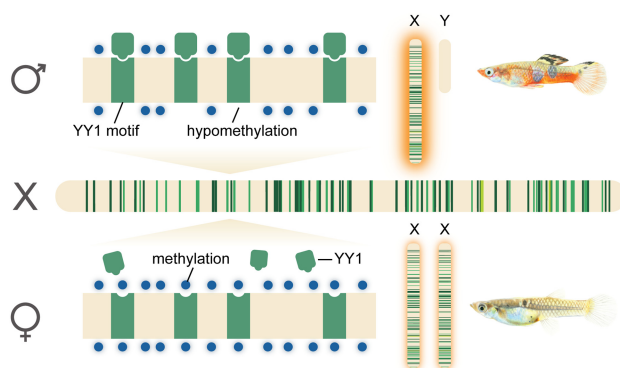 X Y
♂
YY1 motif
hypomethylation
X
X X
methylation
YY1
♀